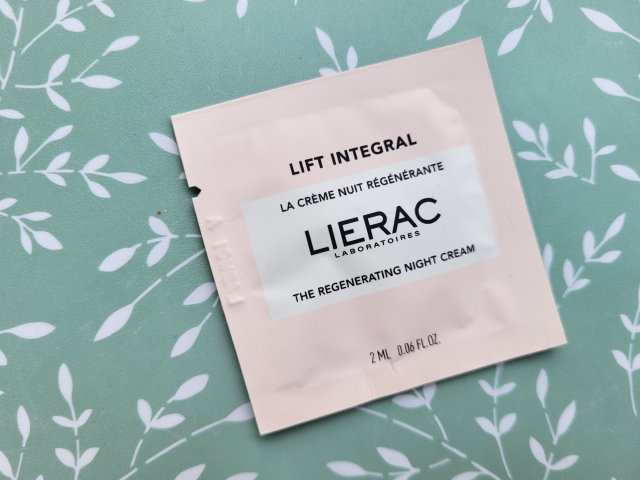 LIFT INTEGRAL
LA CRÈME NUIT RÉGÉNÉRANTE
LIERAC
LABORATOIRES
THE REGENERATING NIGHT CREAM
2 ML 0.06 FL.OZ.